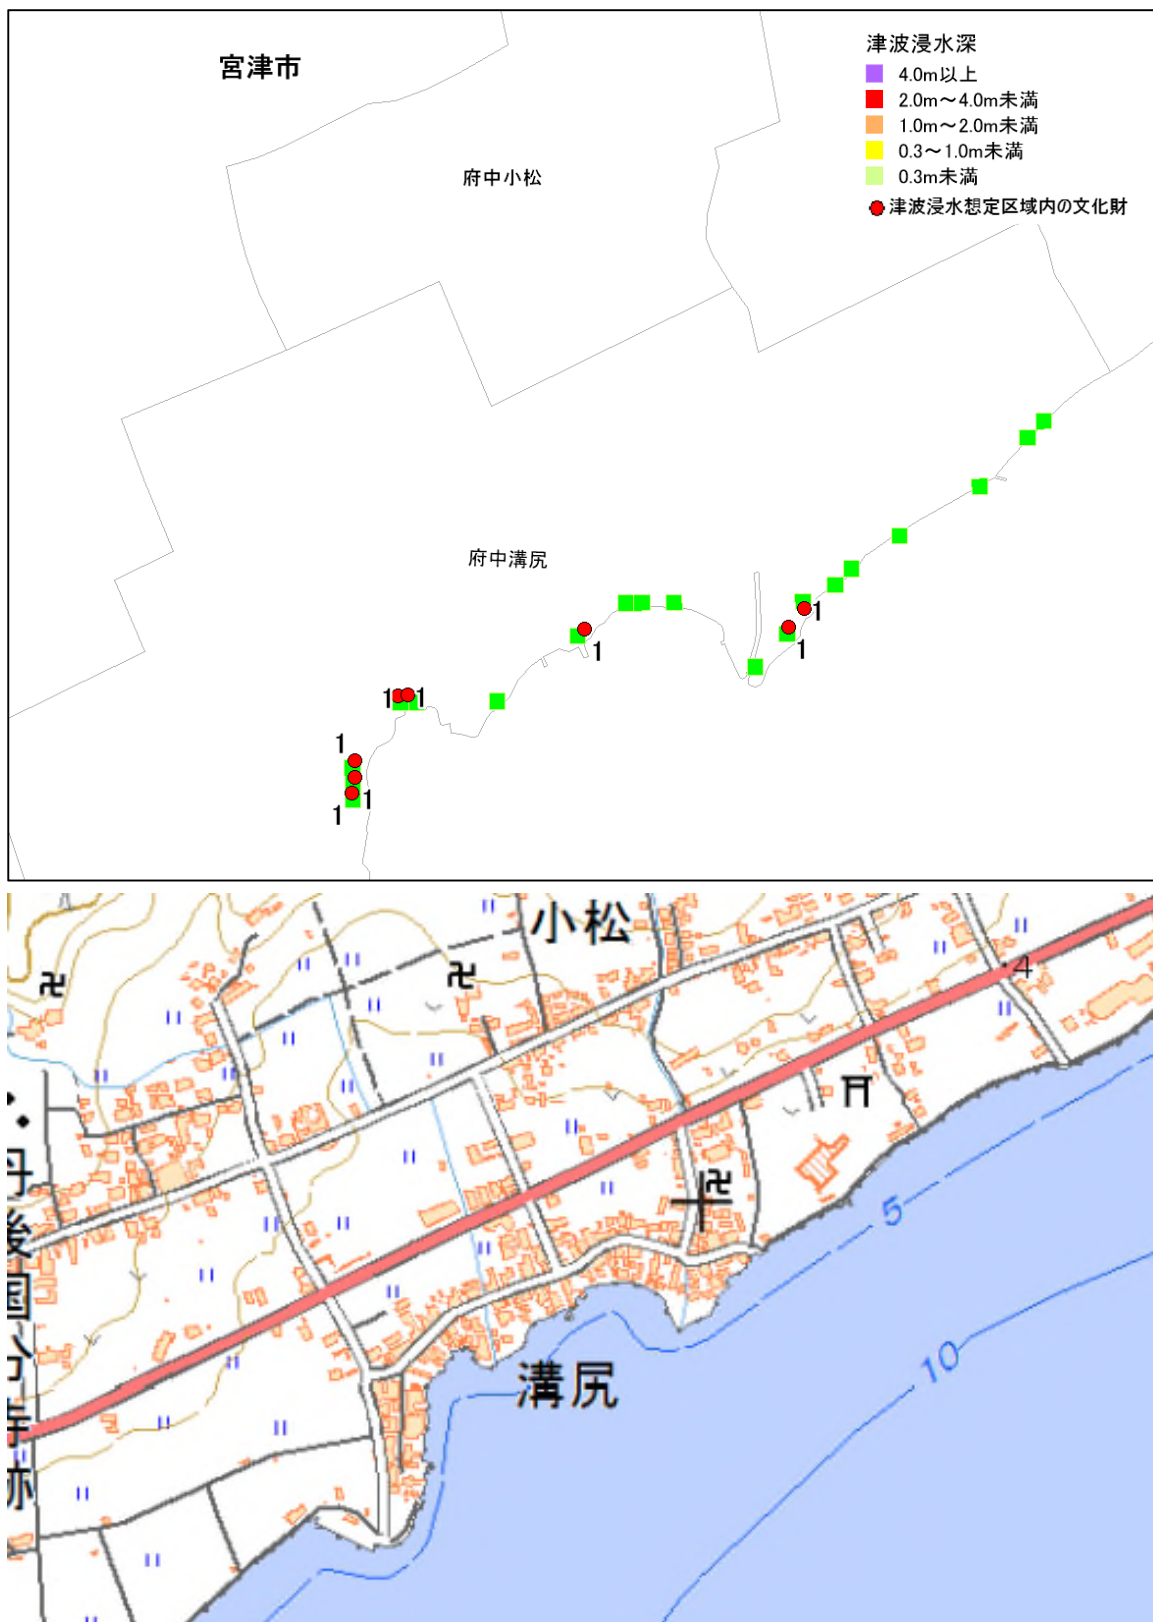 宮津市
津波浸水深
4.0m以上
2.0m～4.0m未満
1.0m～2.0m未満
0.3～1.0m未満
0.3m未満
津波浸水想定区域内の文化財
府中小松
府中溝尻
1
1
1
1 1
1
1
1
小松
4
丹後国分寺跡
5
10
溝尻